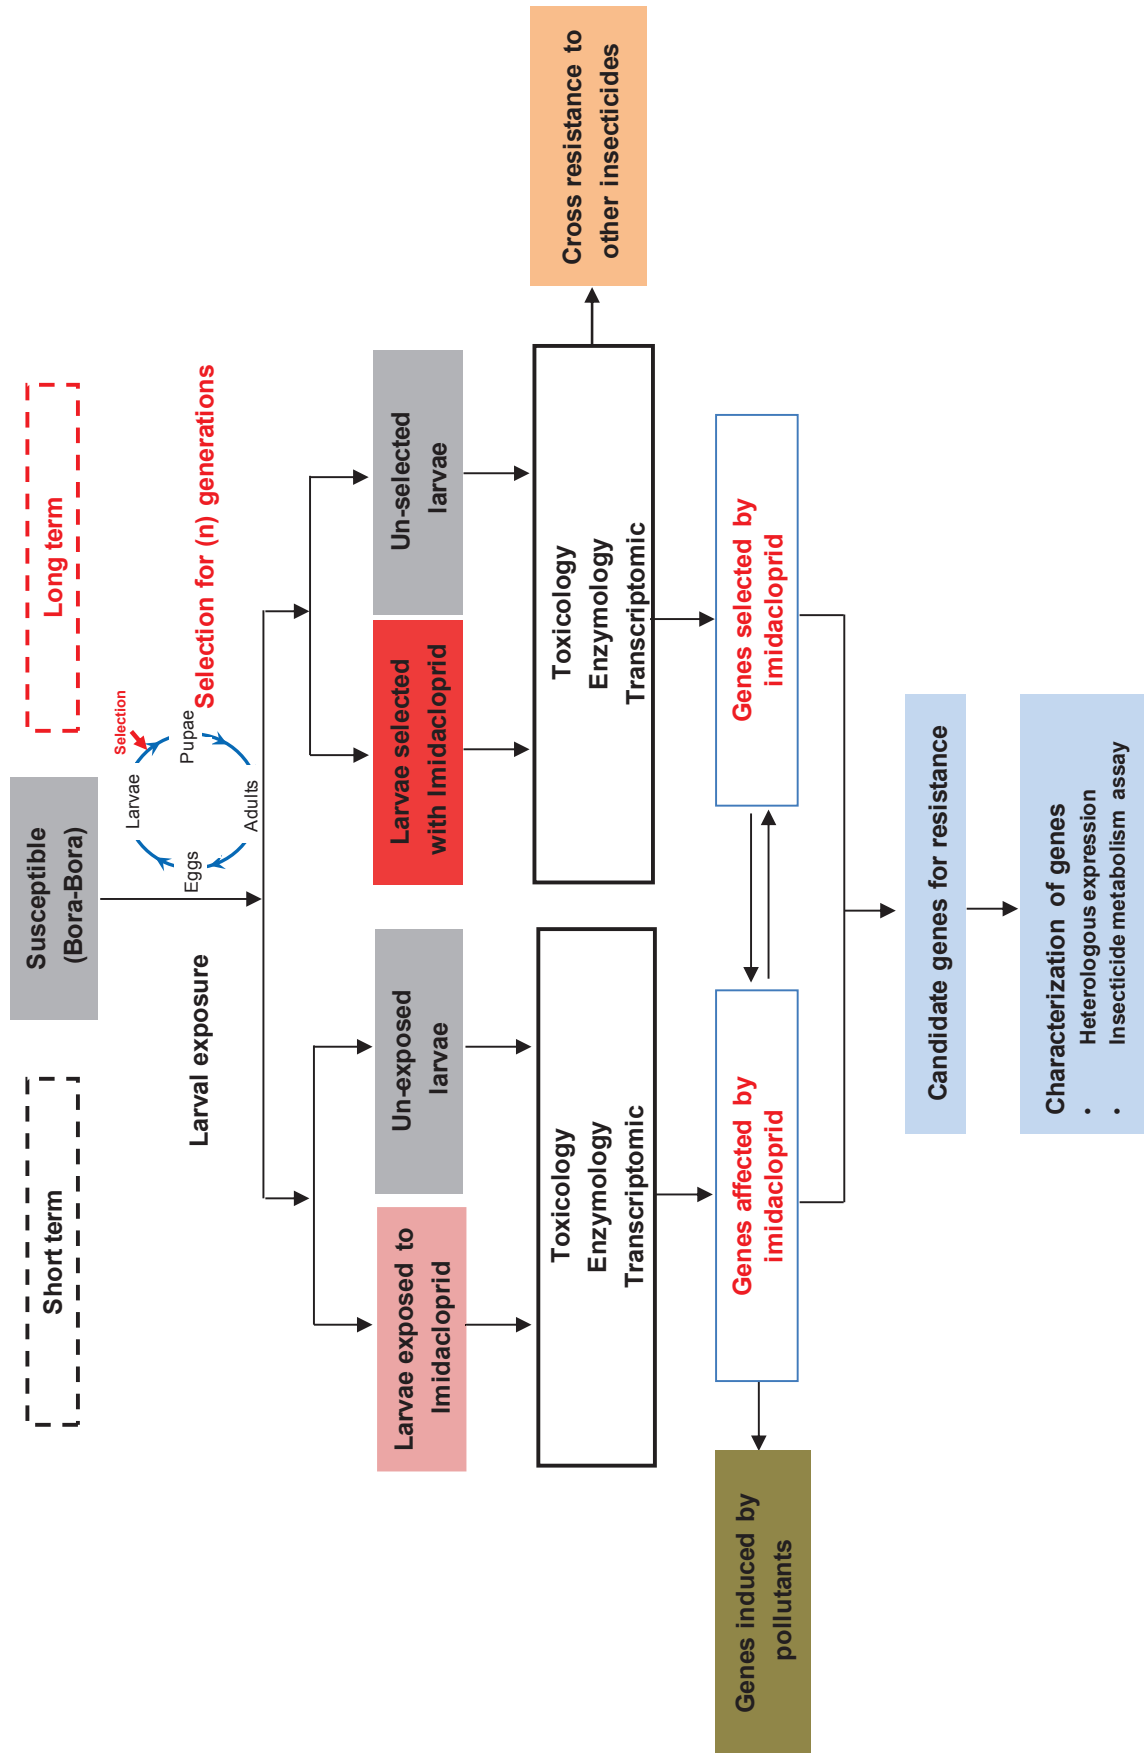 Short term
Long term
Susceptible
(Bora-Bora)
Larval exposure
Selection
Larvae
Pupae
Eggs
Adults
Selection for (n) generations
Larvae exposed to
Imidacloprid
Un-exposed
larvae
Larvae selected
with Imidacloprid
Un-selected
larvae
Toxicology
Enzymology
Transcriptomic
Toxicology
Enzymology
Transcriptomic
Cross resistance to
other insecticides
Genes induced by
pollutants
Genes affected by
imidacloprid
Genes selected by
imidacloprid
Candidate genes for resistance
Characterization of genes
• Heterologous expression
• Insecticide metabolism assay